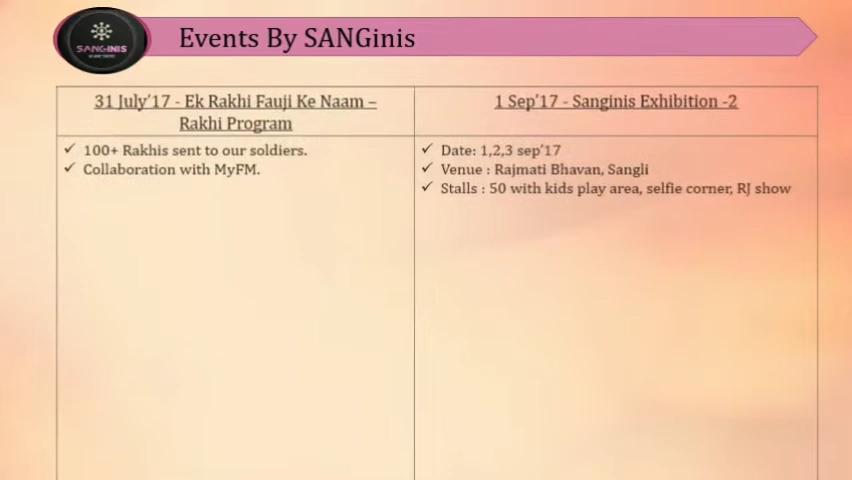 SANGINIS
Events By SANGinis
31 July’17 - Ek Rakhi Fauji Ke Naam –
Rakhi Program
✓ 100+ Rakhis sent to our soldiers.
✓ Collaboration with MyFM.
1 Sep’17 - Sanginis Exhibition -2
✓ Date: 1,2,3 sep’17
✓ Venue : Rajmati Bhavan, Sangli
✓ Stalls : 50 with kids play area, selfie corner, RJ show